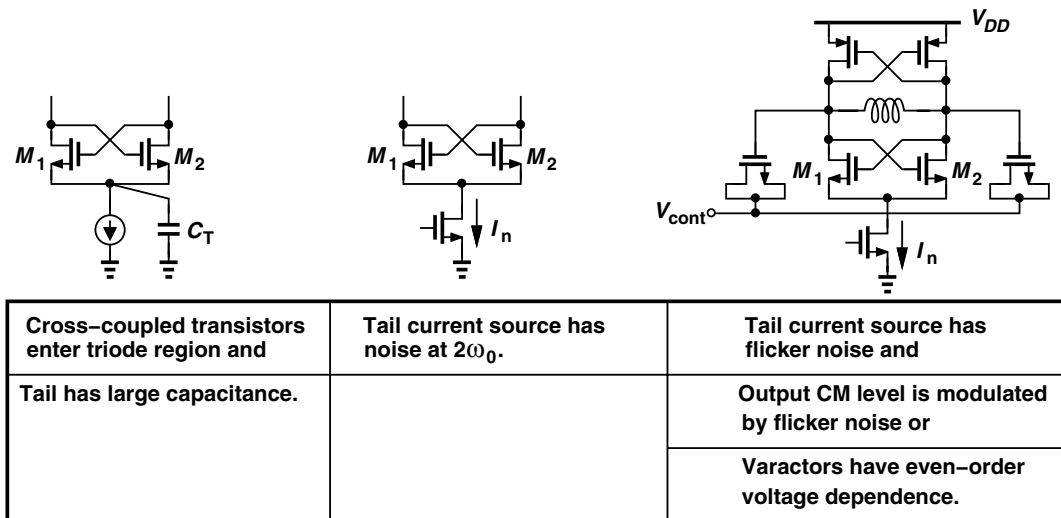 V_DD
M_1
M_2
C_T
M_1
M_2
I_n
M_1
M_2
V_cont
I_n
Cross–coupled transistors
enter triode region and
Tail current source has
noise at 2ω_0.
Tail current source has
flicker noise and
Tail has large capacitance.
Output CM level is modulated
by flicker noise or
Varactors have even–order
voltage dependence.